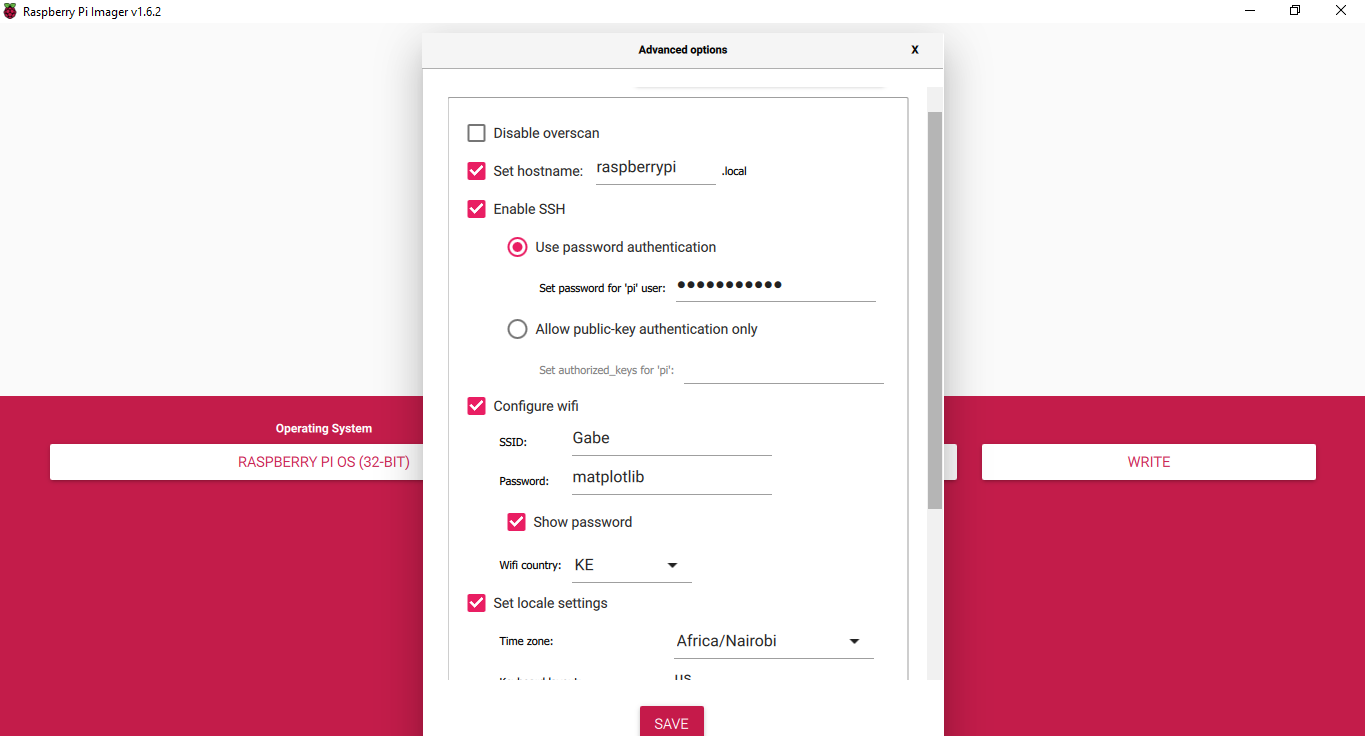 Raspberry Pi Imager v1.6.2
Advanced options X
Disable overscan
Set hostname: raspberrypi .local
Enable SSH
Use password authentication
Set password for 'pi' user: ●●●●●●●●●●●
Allow public-key authentication only
Set authorized_keys for 'pi':
Configure wifi
Operating System
SSID: Gabe
RASPBERRY PI OS (32-BIT)
WRITE
Password: matplotlib
Show password
Wifi country: KE
Set locale settings
Time zone: Africa/Nairobi
us
SAVE